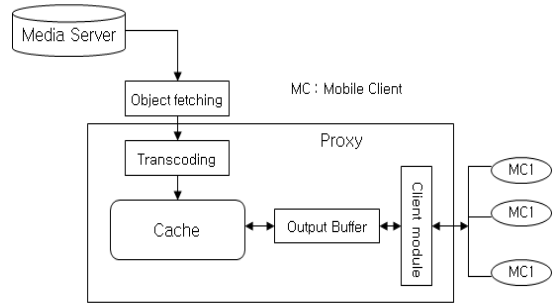 Media Server
Object fetching
MC : Mobile Client
Proxy
Transcoding
Cache
Output Buffer
Client module
MC1
MC1
MC1